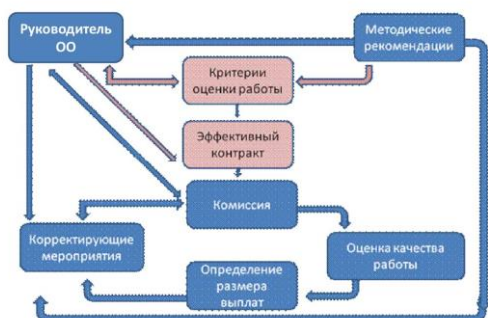 Руководитель
ОО
Методические
рекомендации
Критерии
оценки работы
Эффективный
контракт
Комиссия
Корректирующие
мероприятия
Оценка качества
работы
Определение
размера
выплат